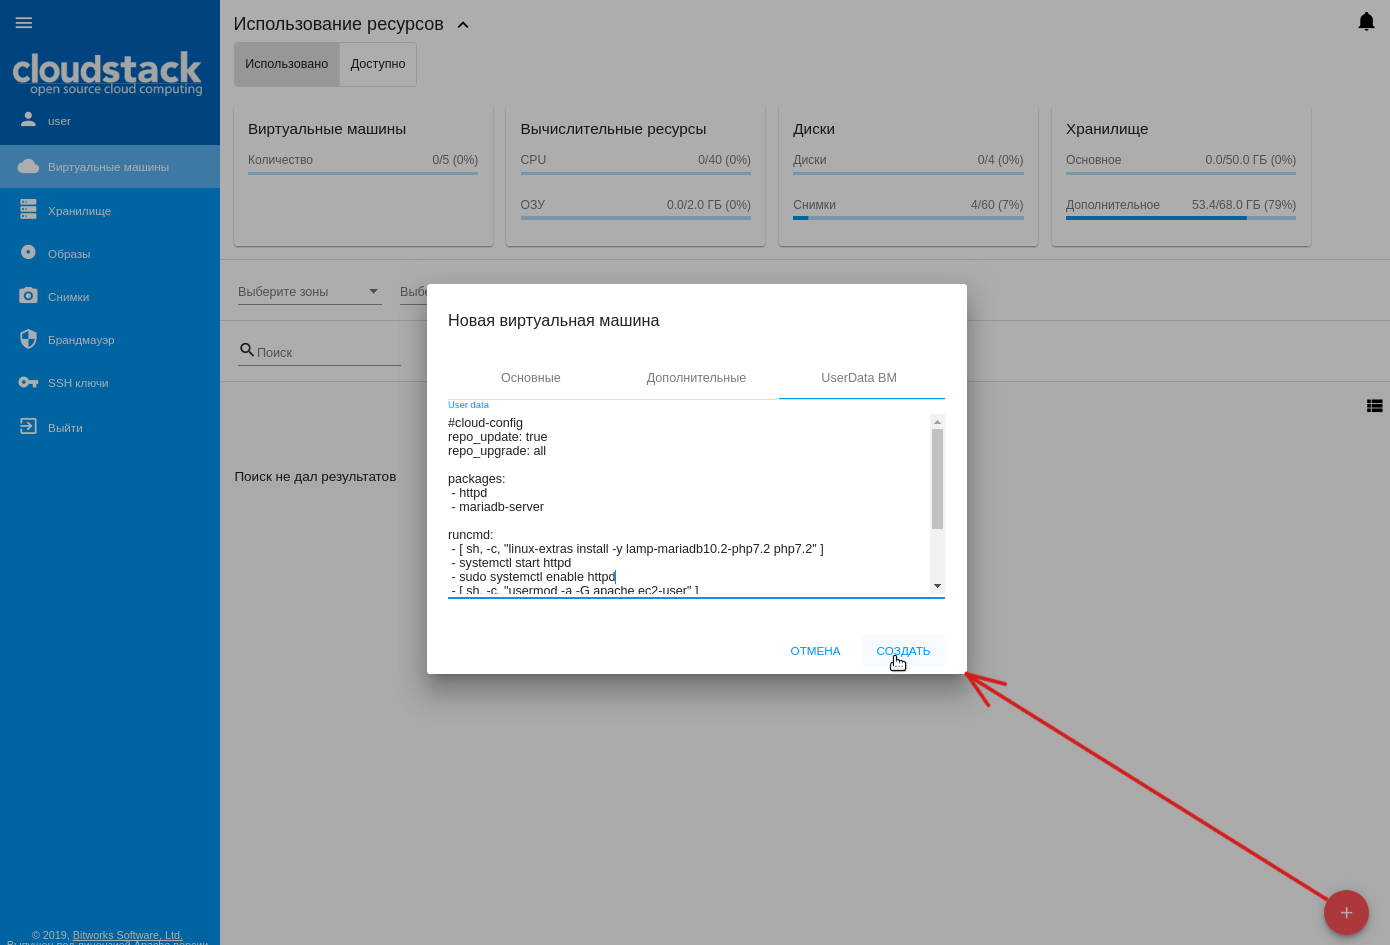 cloudstack
open source cloud computing
user
Виртуальные машины
Хранилище
Образы
Снимки
Брандмауэр
SSH ключи
Выйти
© 2019, Bitworks Software, Ltd.
Выпущен под лицензией Apache версии
Использование ресурсов
Использовано
Доступно
Виртуальные машины
Количество 0/5 (0%)
Вычислительные ресурсы
CPU 0/40 (0%)
ОЗУ 0.0/2.0 ГБ (0%)
Диски
Диски 0/4 (0%)
Снимки 4/60 (7%)
Хранилище
Основное 0.0/50.0 ГБ (0%)
Дополнительное 53.4/68.0 ГБ (79%)
Выберите зоны
Поиск
Поиск не дал результатов
Новая виртуальная машина
Основные Дополнительные UserData ВМ
User data
#cloud-config
repo_update: true
repo_upgrade: all
packages:
- httpd
- mariadb-server
runcmd:
- [ sh, -c, "linux-extras install -y lamp-mariadb10.2-php7.2 php7.2" ]
- systemctl start httpd
- sudo systemctl enable httpd
- [ sh, -c, "usermod -a -G apache ec2-user" ]
ОТМЕНА СОЗДАТЬ
+